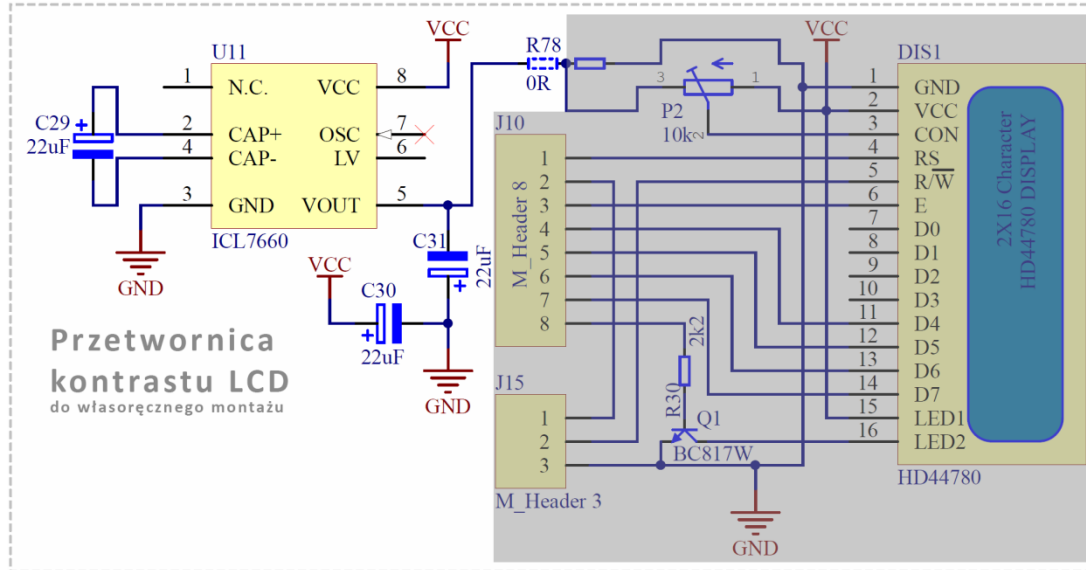 VCC
VCC
U11
R78
DIS1
1
N.C.
VCC
8
0R
3
1
1
GND
P2
2
VCC
C29
2
CAP+
OSC
7
10k
2
3
CON
22uF
J10
4
CAP-
LV
6
1
4
RS
2
5
R/W
3
GND
VOUT
5
3
6
E
ICL7660
4
7
D0
C31
5
8
D1
22uF
M_Header 8
6
9
D2
VCC
C30
7
10
D3
GND
8
11
D4
22uF
2k2
12
D5
Przetwornica
kontrastu LCD
do własoręcznego montażu
GND
J15
R30
13
D6
14
D7
1
Q1
15
LED1
2
BC817W
16
LED2
3
HD44780
M_Header 3
GND
2X16 Character
HD44780 DISPLAY